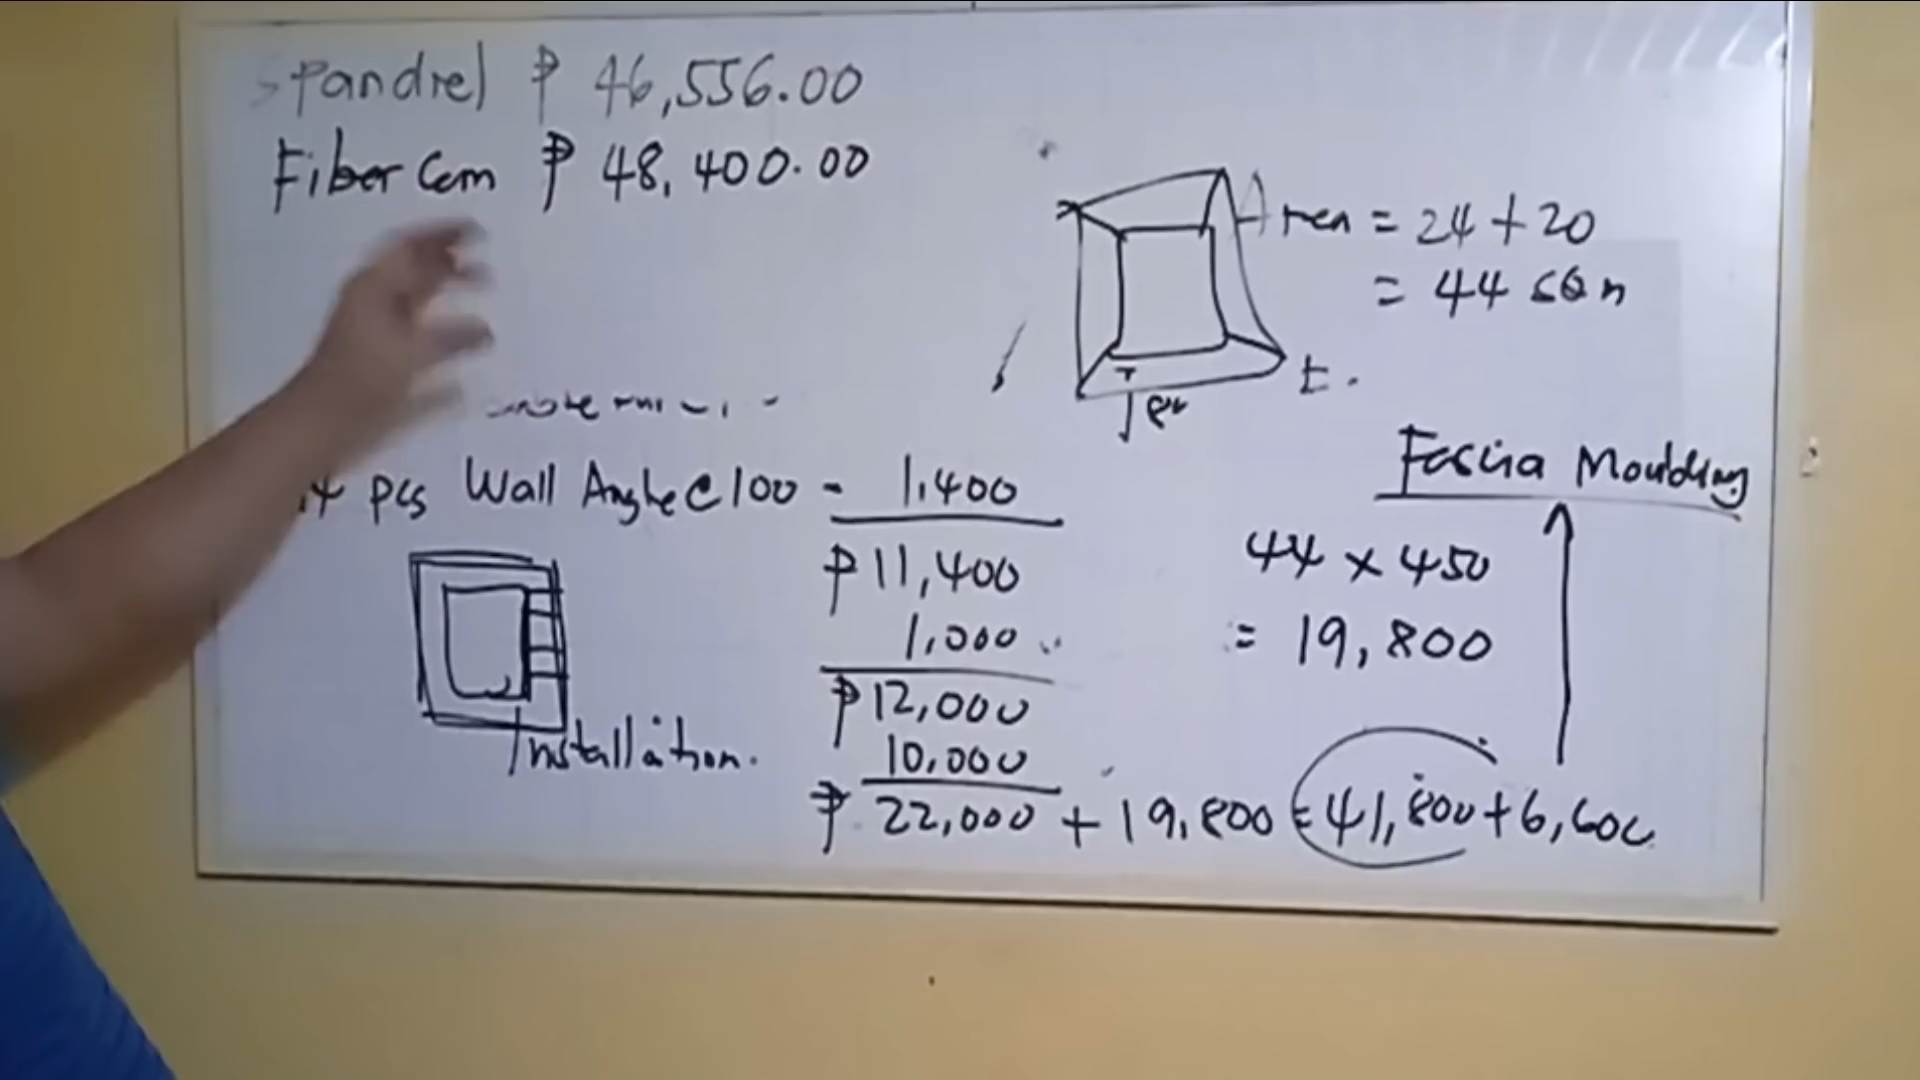 Spandrel ₱ 46,556.00
Fiber Cem ₱ 48,400.00
Area = 24 + 20
= 44 SQ m
pcs Wall Angle @ 100 - 1,400
₱ 11,400
1,000
₱ 12,000
Installation. 10,000
₱ 22,000 + 19,800 = 41,800 + 6,600
Fascia Moulding
44 x 450
= 19,800